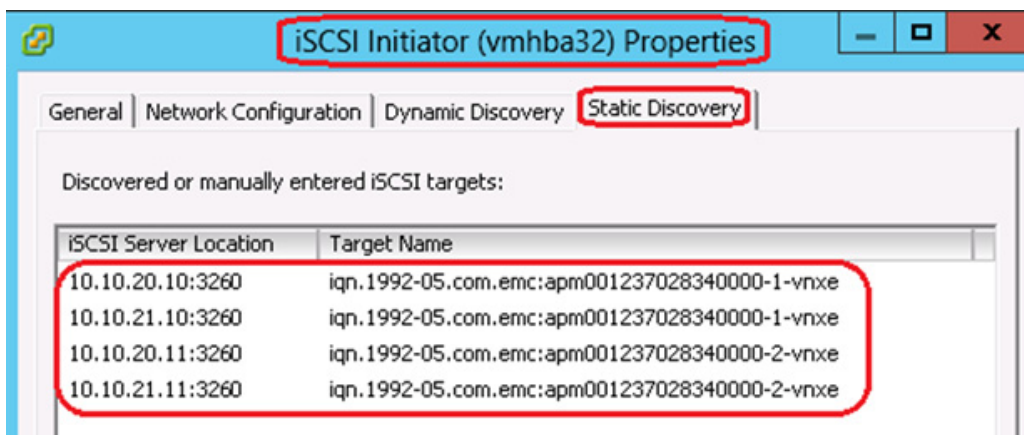 iSCSI Initiator (vmhba32) Properties
General Network Configuration Dynamic Discovery Static Discovery
Discovered or manually entered iSCSI targets:
iSCSI Server Location Target Name
10.10.20.10:3260 iqn.1992-05.com.emc:apm001237028340000-1-vnxe
10.10.21.10:3260 iqn.1992-05.com.emc:apm001237028340000-1-vnxe
10.10.20.11:3260 iqn.1992-05.com.emc:apm001237028340000-2-vnxe
10.10.21.11:3260 iqn.1992-05.com.emc:apm001237028340000-2-vnxe